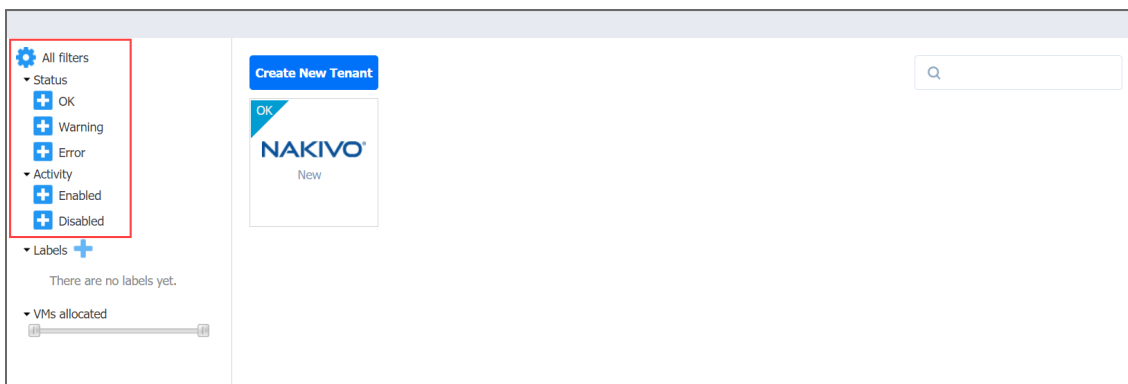 All filters
Status
OK
Warning
Error
Activity
Enabled
Disabled
Labels
There are no labels yet.
VMs allocated
Create New Tenant
OK
NAKIVO®
New